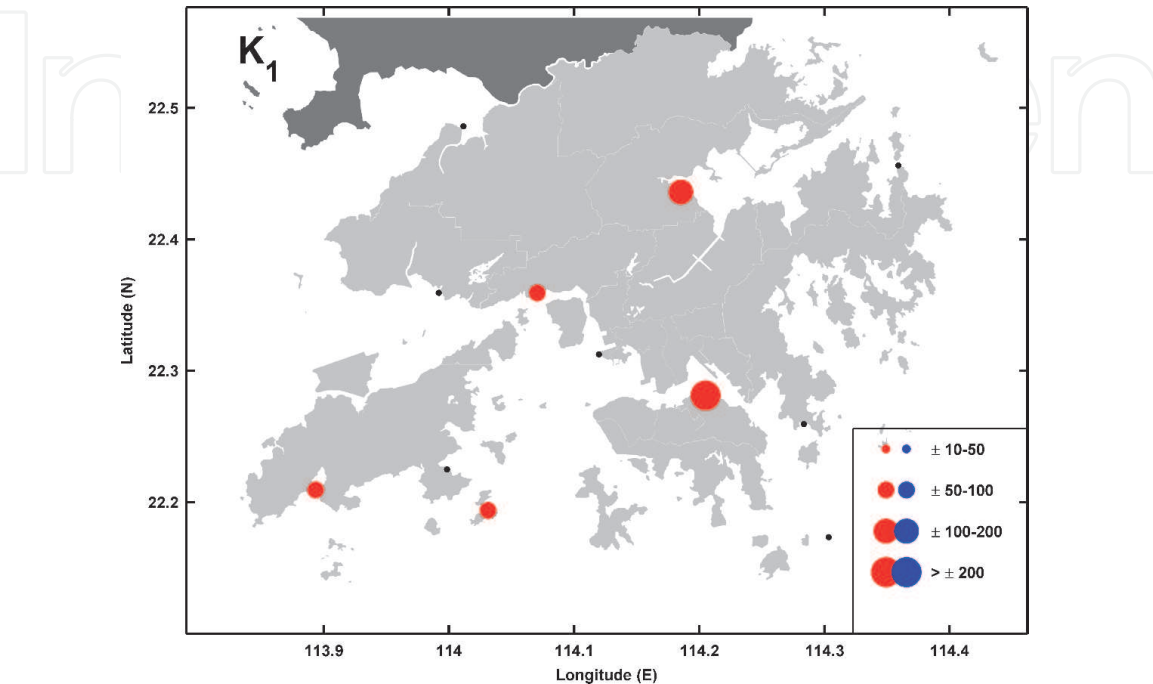 K1
22.5
22.4
22.3
22.2
Latitude (N)
113.9 114 114.1 114.2 114.3 114.4
Longitude (E)
± 10-50
± 50-100
± 100-200
> ± 200